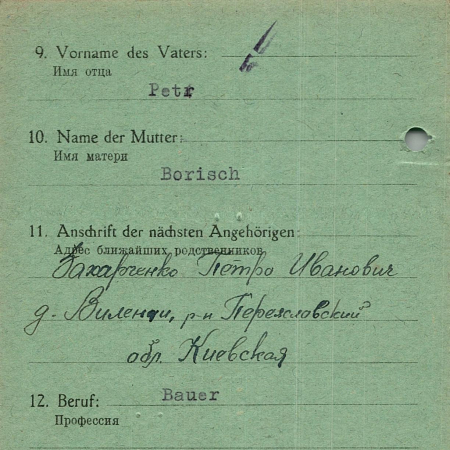 9. Vorname des Vaters:
Имя отца
Petr
10. Name der Mutter:
Имя матери
Borisch
11. Anschrift der nächsten Angehörigen:
Адрес ближайших родственников
Захарченко Петро Иванович
д. р-н Переяславский
обл. Киевская
12. Beruf:
Bauer
Профессия